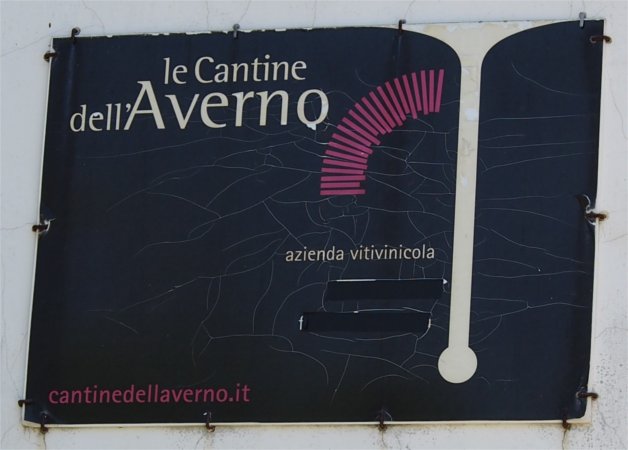 le Cantine
dell'Averno
azienda vitivinicola
cantinedellaverno.it